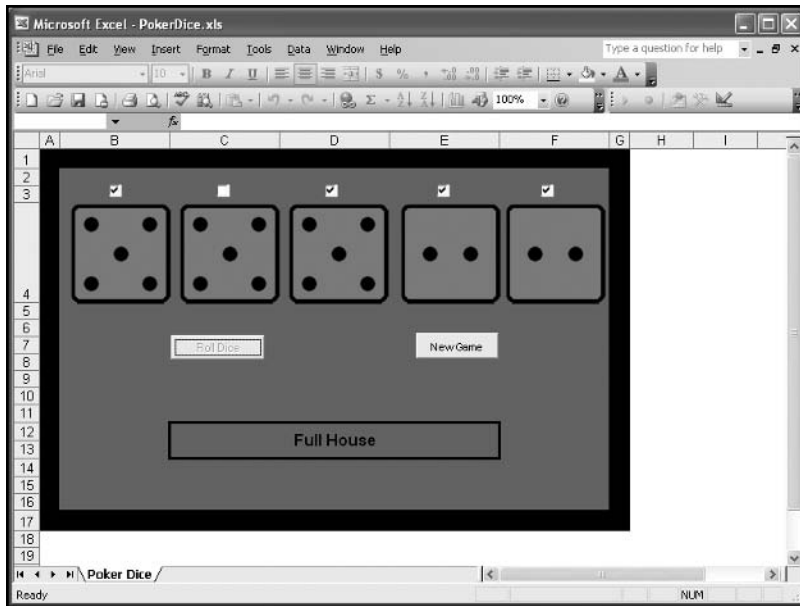 Microsoft Excel - PokerDice.xls
File Edit View Insert Format Tools Data Window Help
Type a question for help
Arial 10 B I U $ % ,
Σ 100%
fx
A B C D E F G H I
1
2
3
4
5
6
7
8
9
10
11
12
13
14
15
16
17
18
19
Roll Dice
New Game
Full House
Poker Dice
Ready
NUM